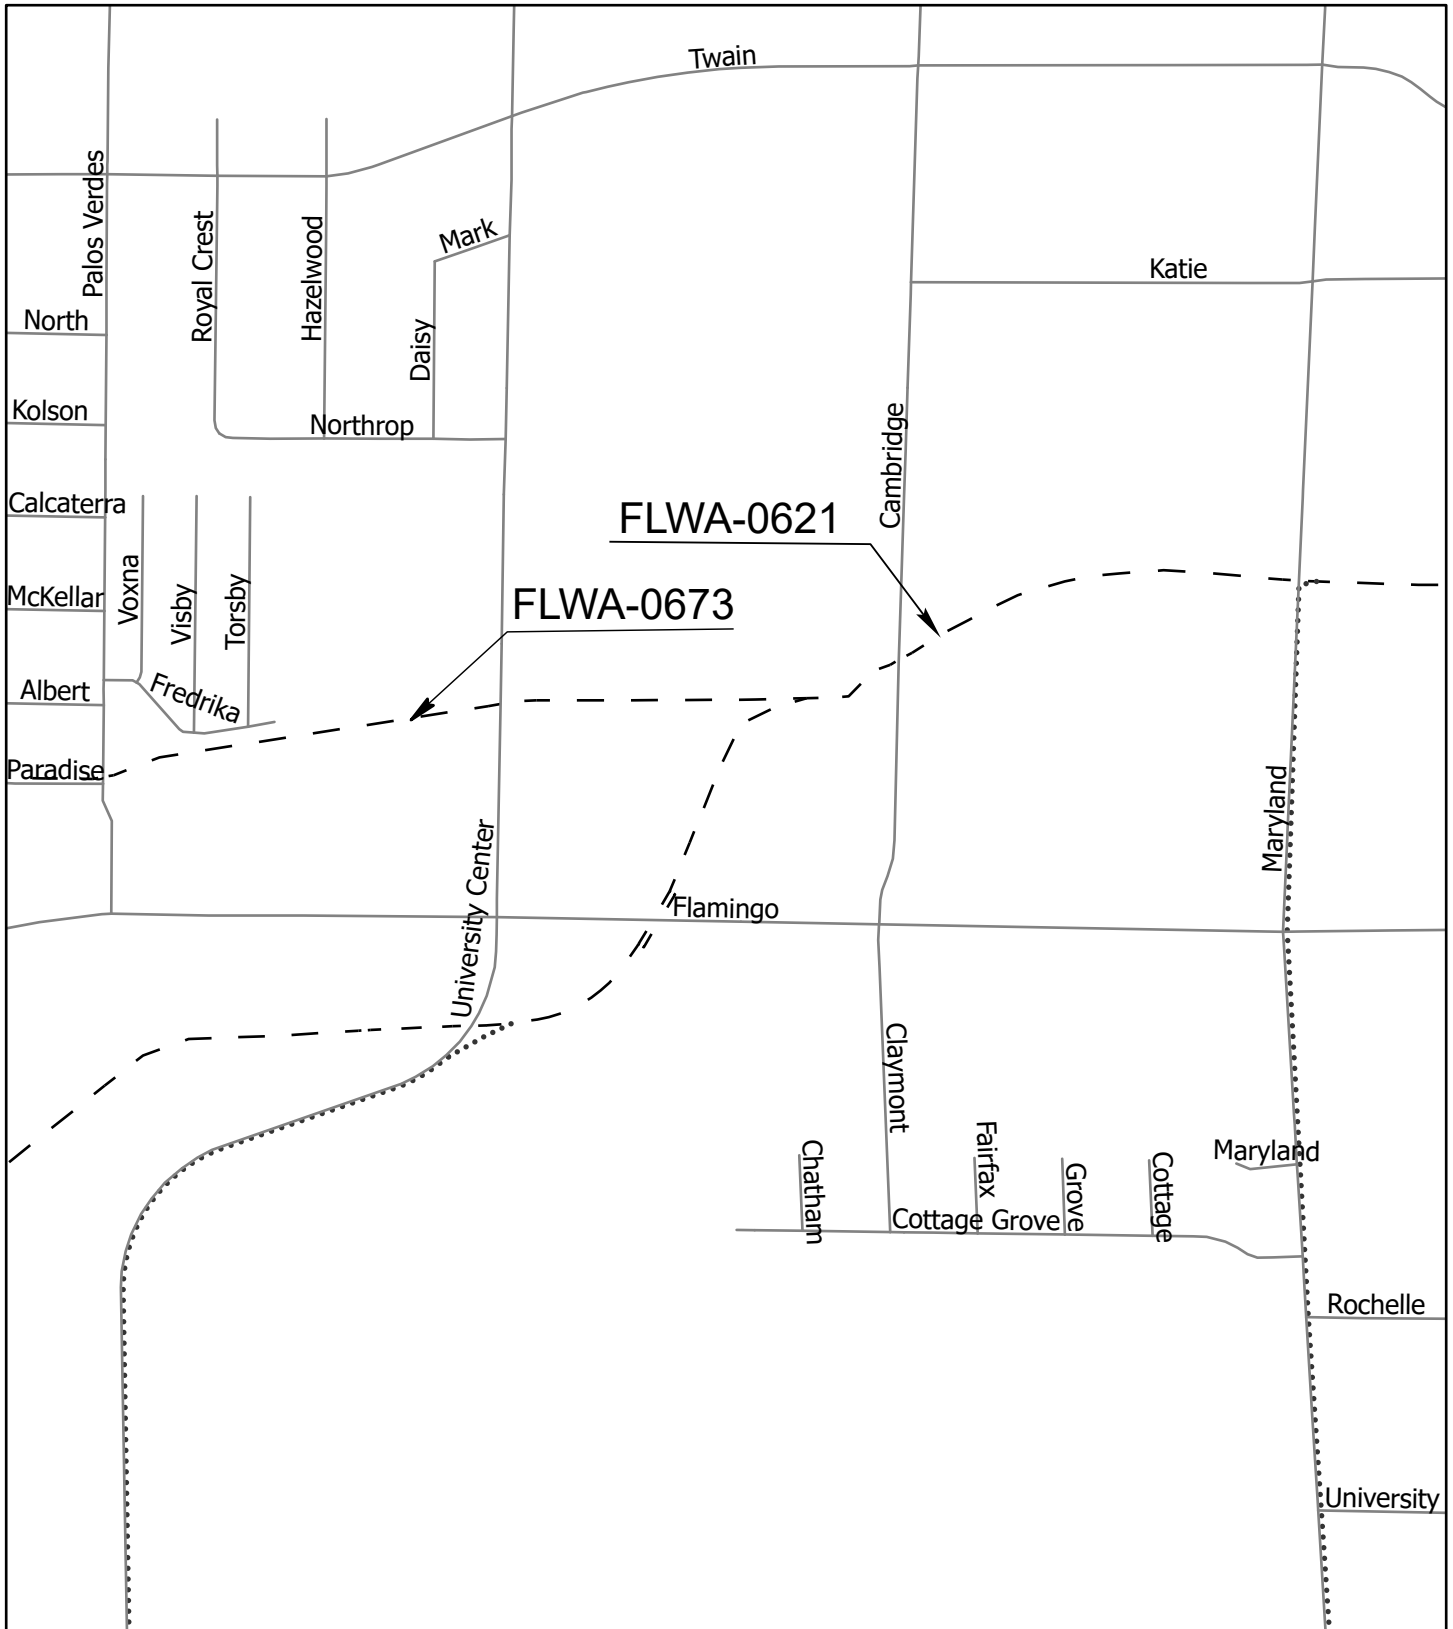 Twain
Palos Verdes
Royal Crest
Hazelwood
Mark
Katie
North
Daisy
Kolson
Northrop
Cambridge
Calcaterra
FLWA-0621
Voxna
McKellar
Visby
Torsby
FLWA-0673
Albert
Fredrika
Paradise
Maryland
University Center
Flamingo
Claymont
Chatham
Fairfax
Grove
Cottage
Maryland
Cottage Grove
Rochelle
University